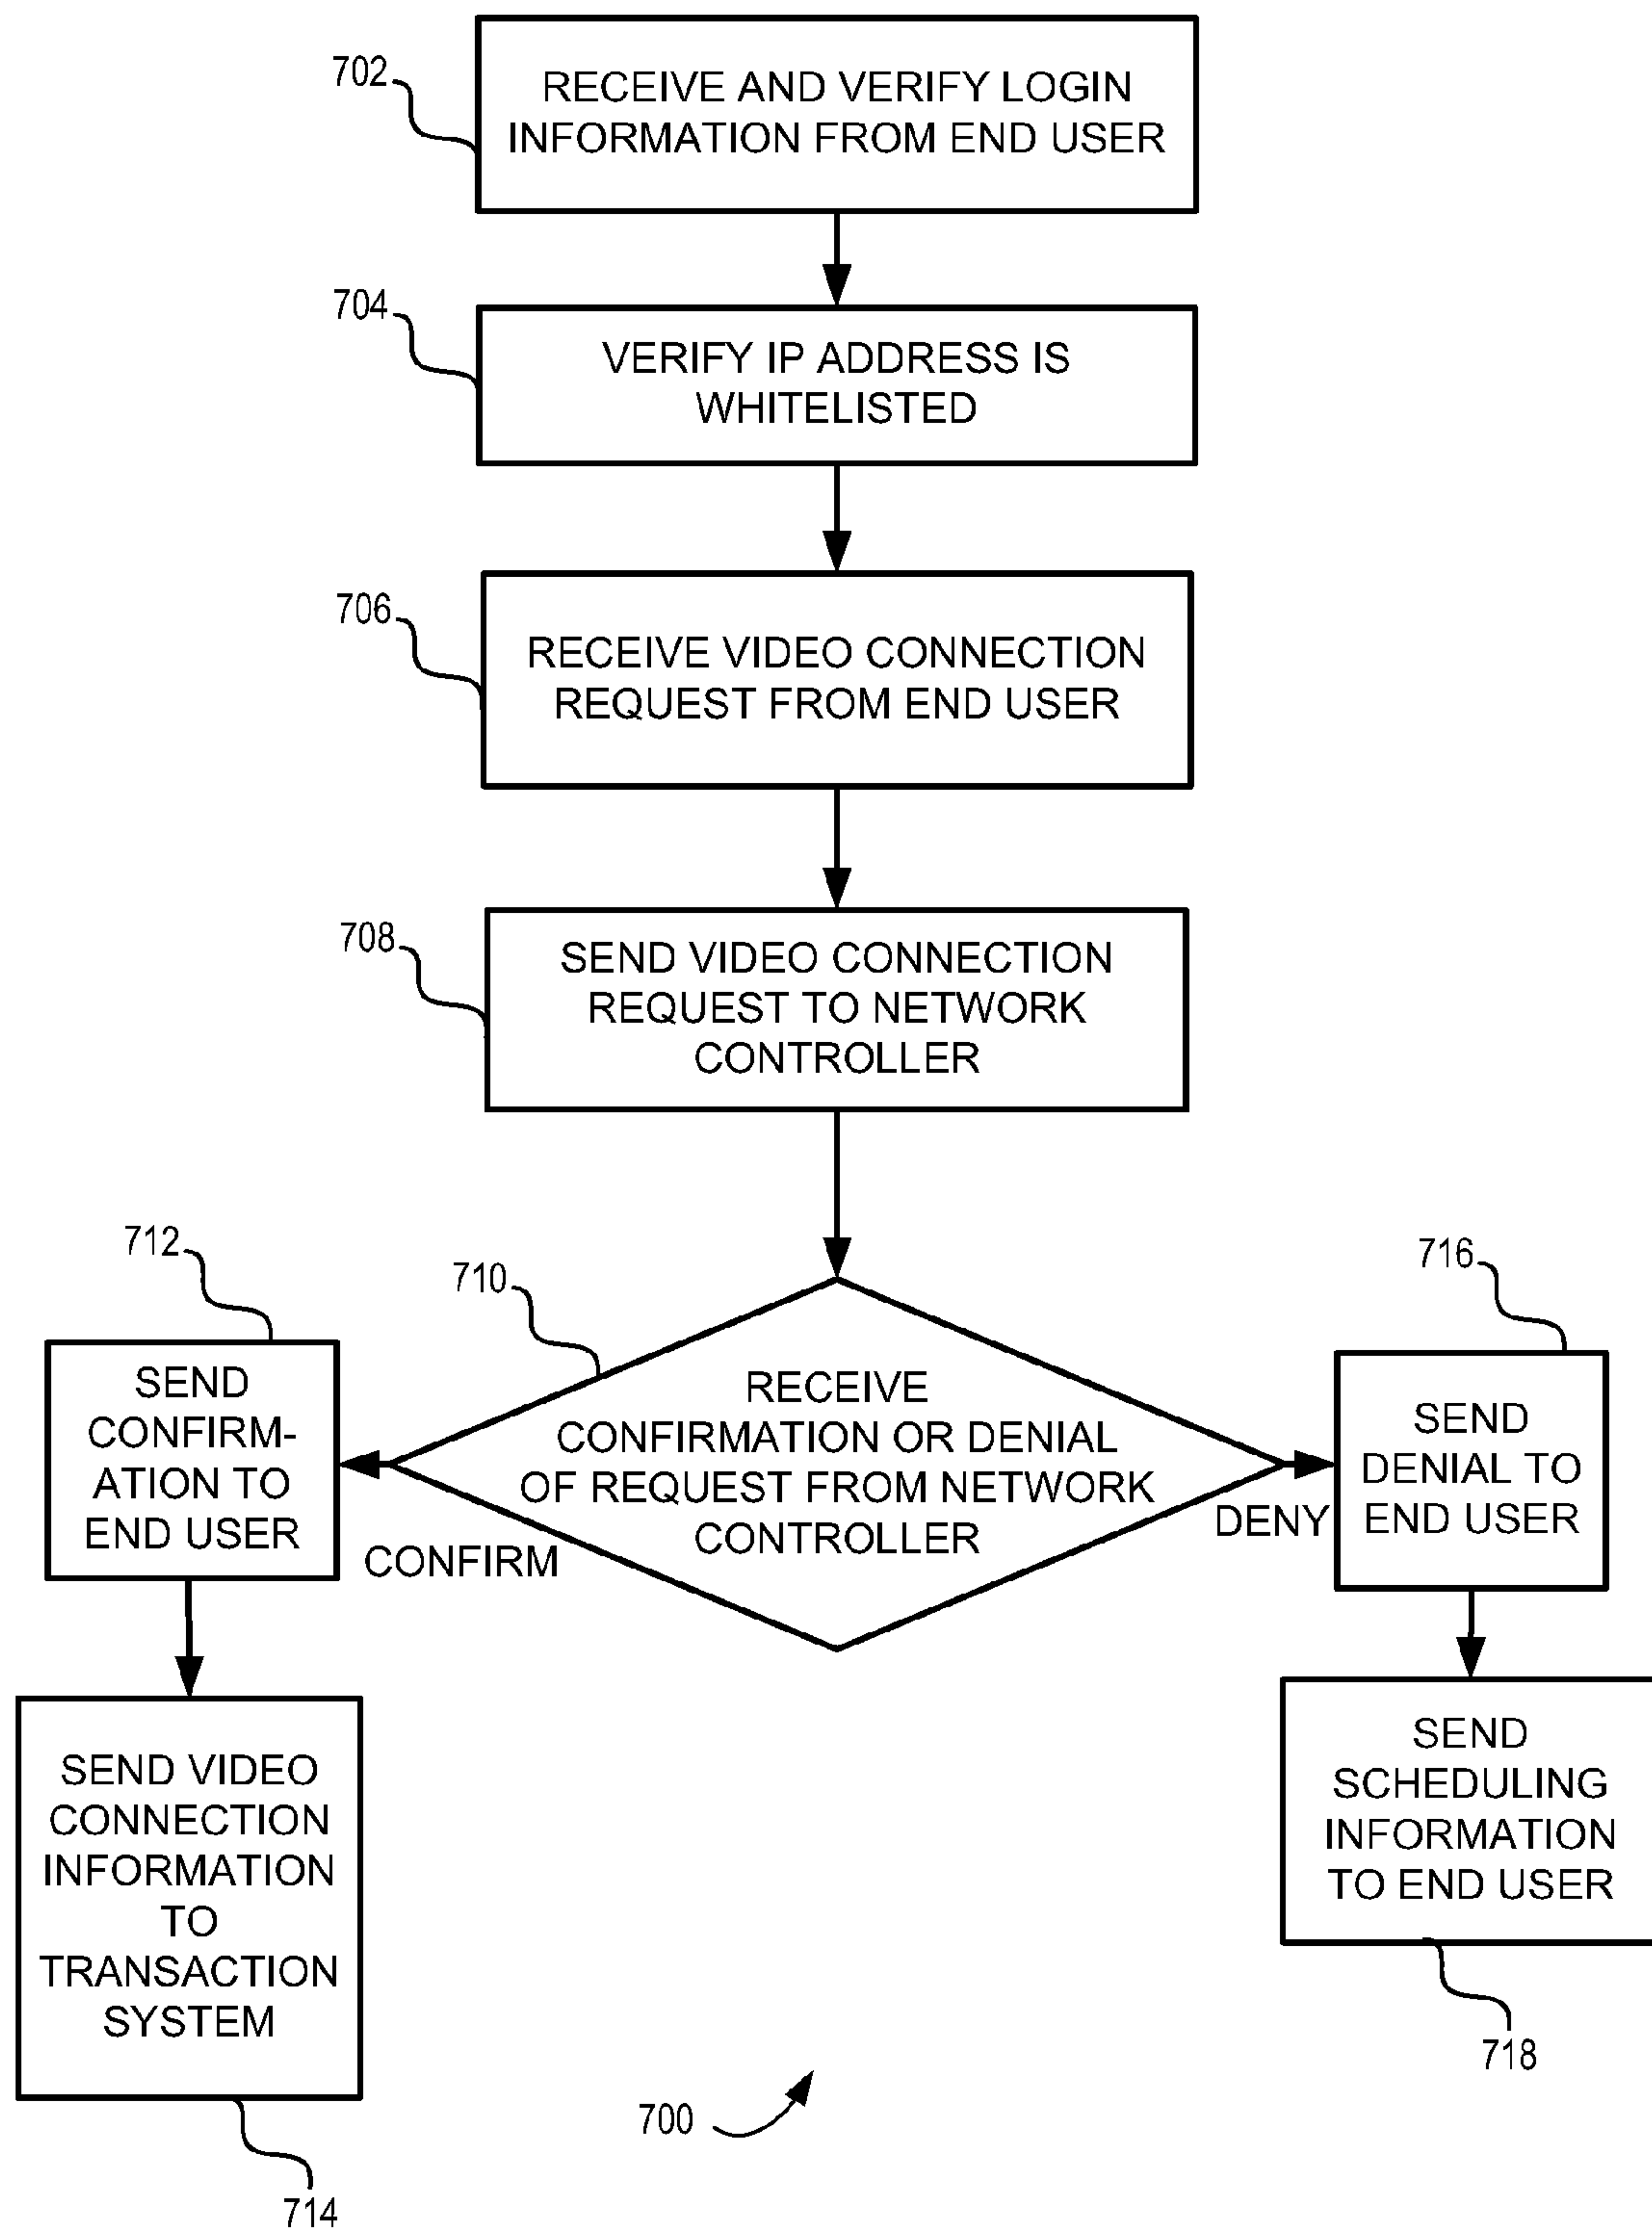 702
RECEIVE AND VERIFY LOGIN
INFORMATION FROM END USER
704
VERIFY IP ADDRESS IS
WHITELISTED
706
RECEIVE VIDEO CONNECTION
REQUEST FROM END USER
708
SEND VIDEO CONNECTION
REQUEST TO NETWORK
CONTROLLER
710
RECEIVE
CONFIRMATION OR DENIAL
OF REQUEST FROM NETWORK
CONTROLLER
CONFIRM
712
SEND
CONFIRM-
ATION TO
END USER
SEND VIDEO
CONNECTION
INFORMATION
TO
TRANSACTION
SYSTEM
714
DENY
716
SEND
DENIAL TO
END USER
SEND
SCHEDULING
INFORMATION
TO END USER
718
700